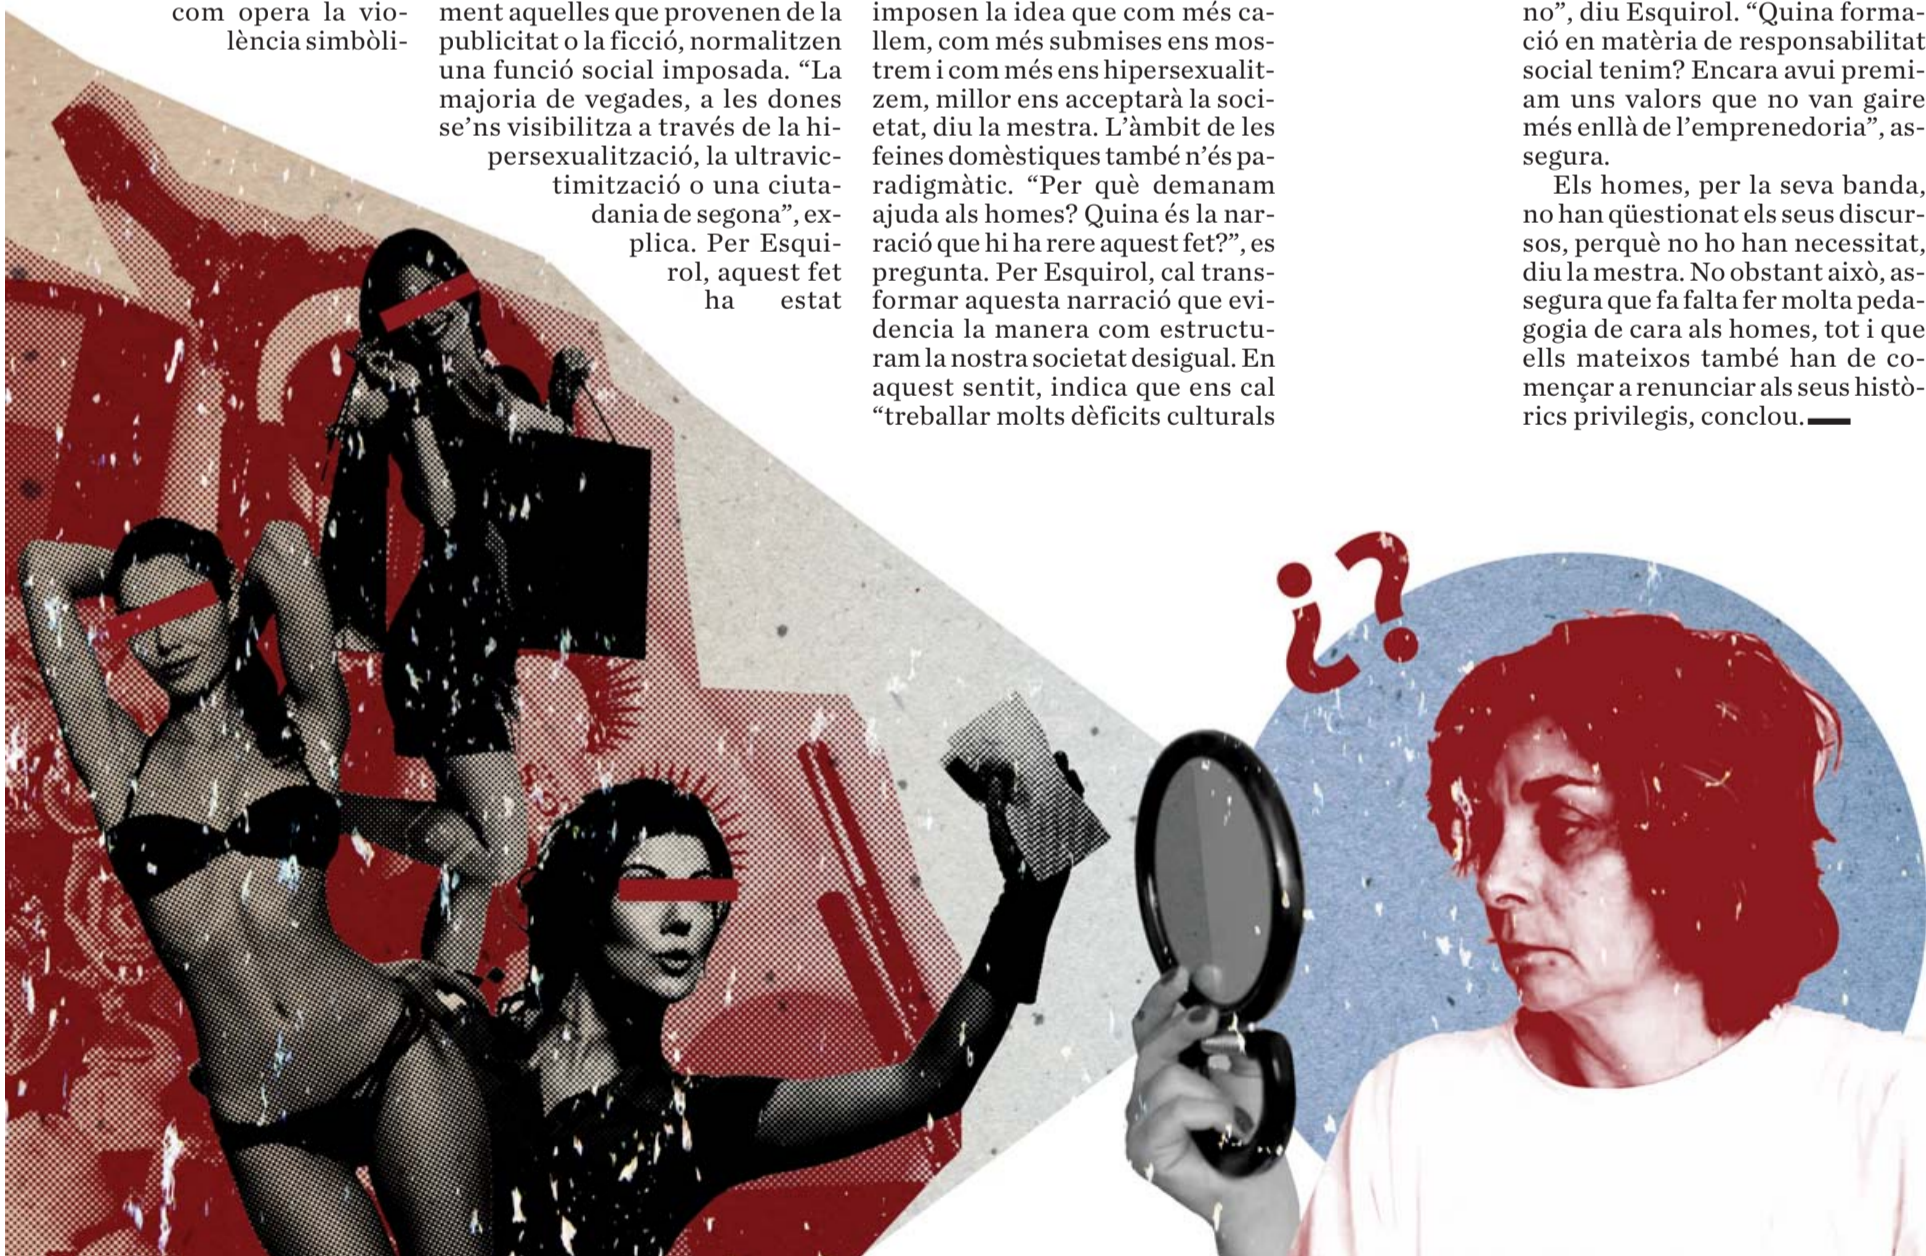 com opera la vio-
lència simbòli-
ment aquelles que provenen de la
publicitat o la ficció, normalitzen
una funció social imposada. “La
majoria de vegades, a les dones
se’ns visibilitza a través de la hi-
persexualització, la ultravic-
timització o una ciuta-
dania de segona”, ex-
plica. Per Esqui-
rol, aquest fet
ha estat
imposen la idea que com més ca-
llem, com més submises ens mos-
trem i com més ens hipersexualit-
zem, millor ens acceptarà la soci-
etat, diu la mestra. L’àmbit de les
feines domèstiques també n’és pa-
radigmàtic. “Per què demanam
ajuda als homes? Quina és la nar-
ració que hi ha rere aquest fet?”, es
pregunta. Per Esquirol, cal trans-
formar aquesta narració que evi-
dencia la manera com estructu-
ram la nostra societat desigual. En
aquest sentit, indica que ens cal
“treballar molts dèficits culturals
no”, diu Esquirol. “Quina forma-
ció en matèria de responsabilitat
social tenim? Encara avui premi-
am uns valors que no van gaire
més enllà de l’emprenedoria”, as-
segura.
Els homes, per la seva banda,
no han qüestionat els seus discur-
sos, perquè no ho han necessitat,
diu la mestra. No obstant això, as-
segura que fa falta fer molta peda-
gogia de cara als homes, tot i que
ells mateixos també han de co-
mençar a renunciar als seus histò-
rics privilegis, conclou.
¿?